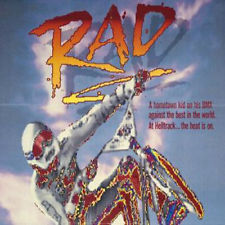 RAD
A hometown kid on his BMX
against the best in the world.
At Helltrack... the heat is on.